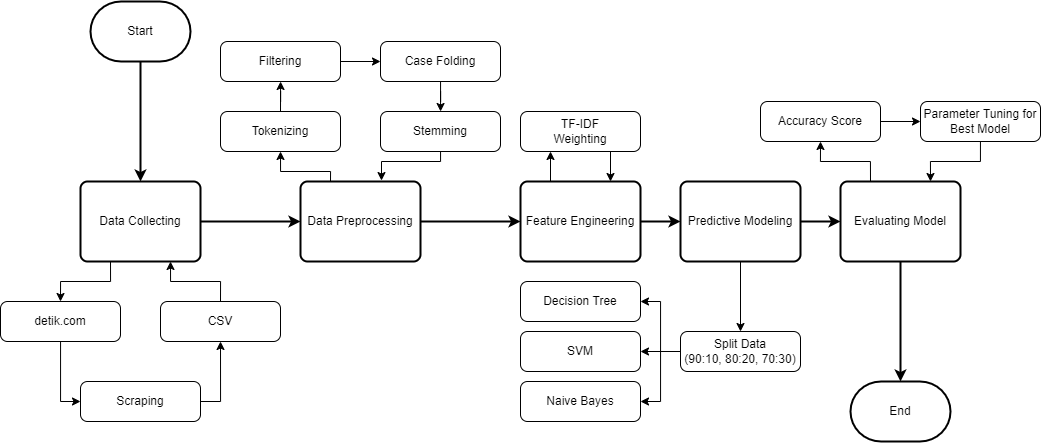 Start
Filtering
Case Folding
Tokenizing
Stemming
TF-IDF
Weighting
Accuracy Score
Parameter Tuning for
Best Model
Data Collecting
Data Preprocessing
Feature Engineering
Predictive Modeling
Evaluating Model
detik.com
CSV
Scraping
Decision Tree
SVM
Naive Bayes
Split Data
(90:10, 80:20, 70:30)
End